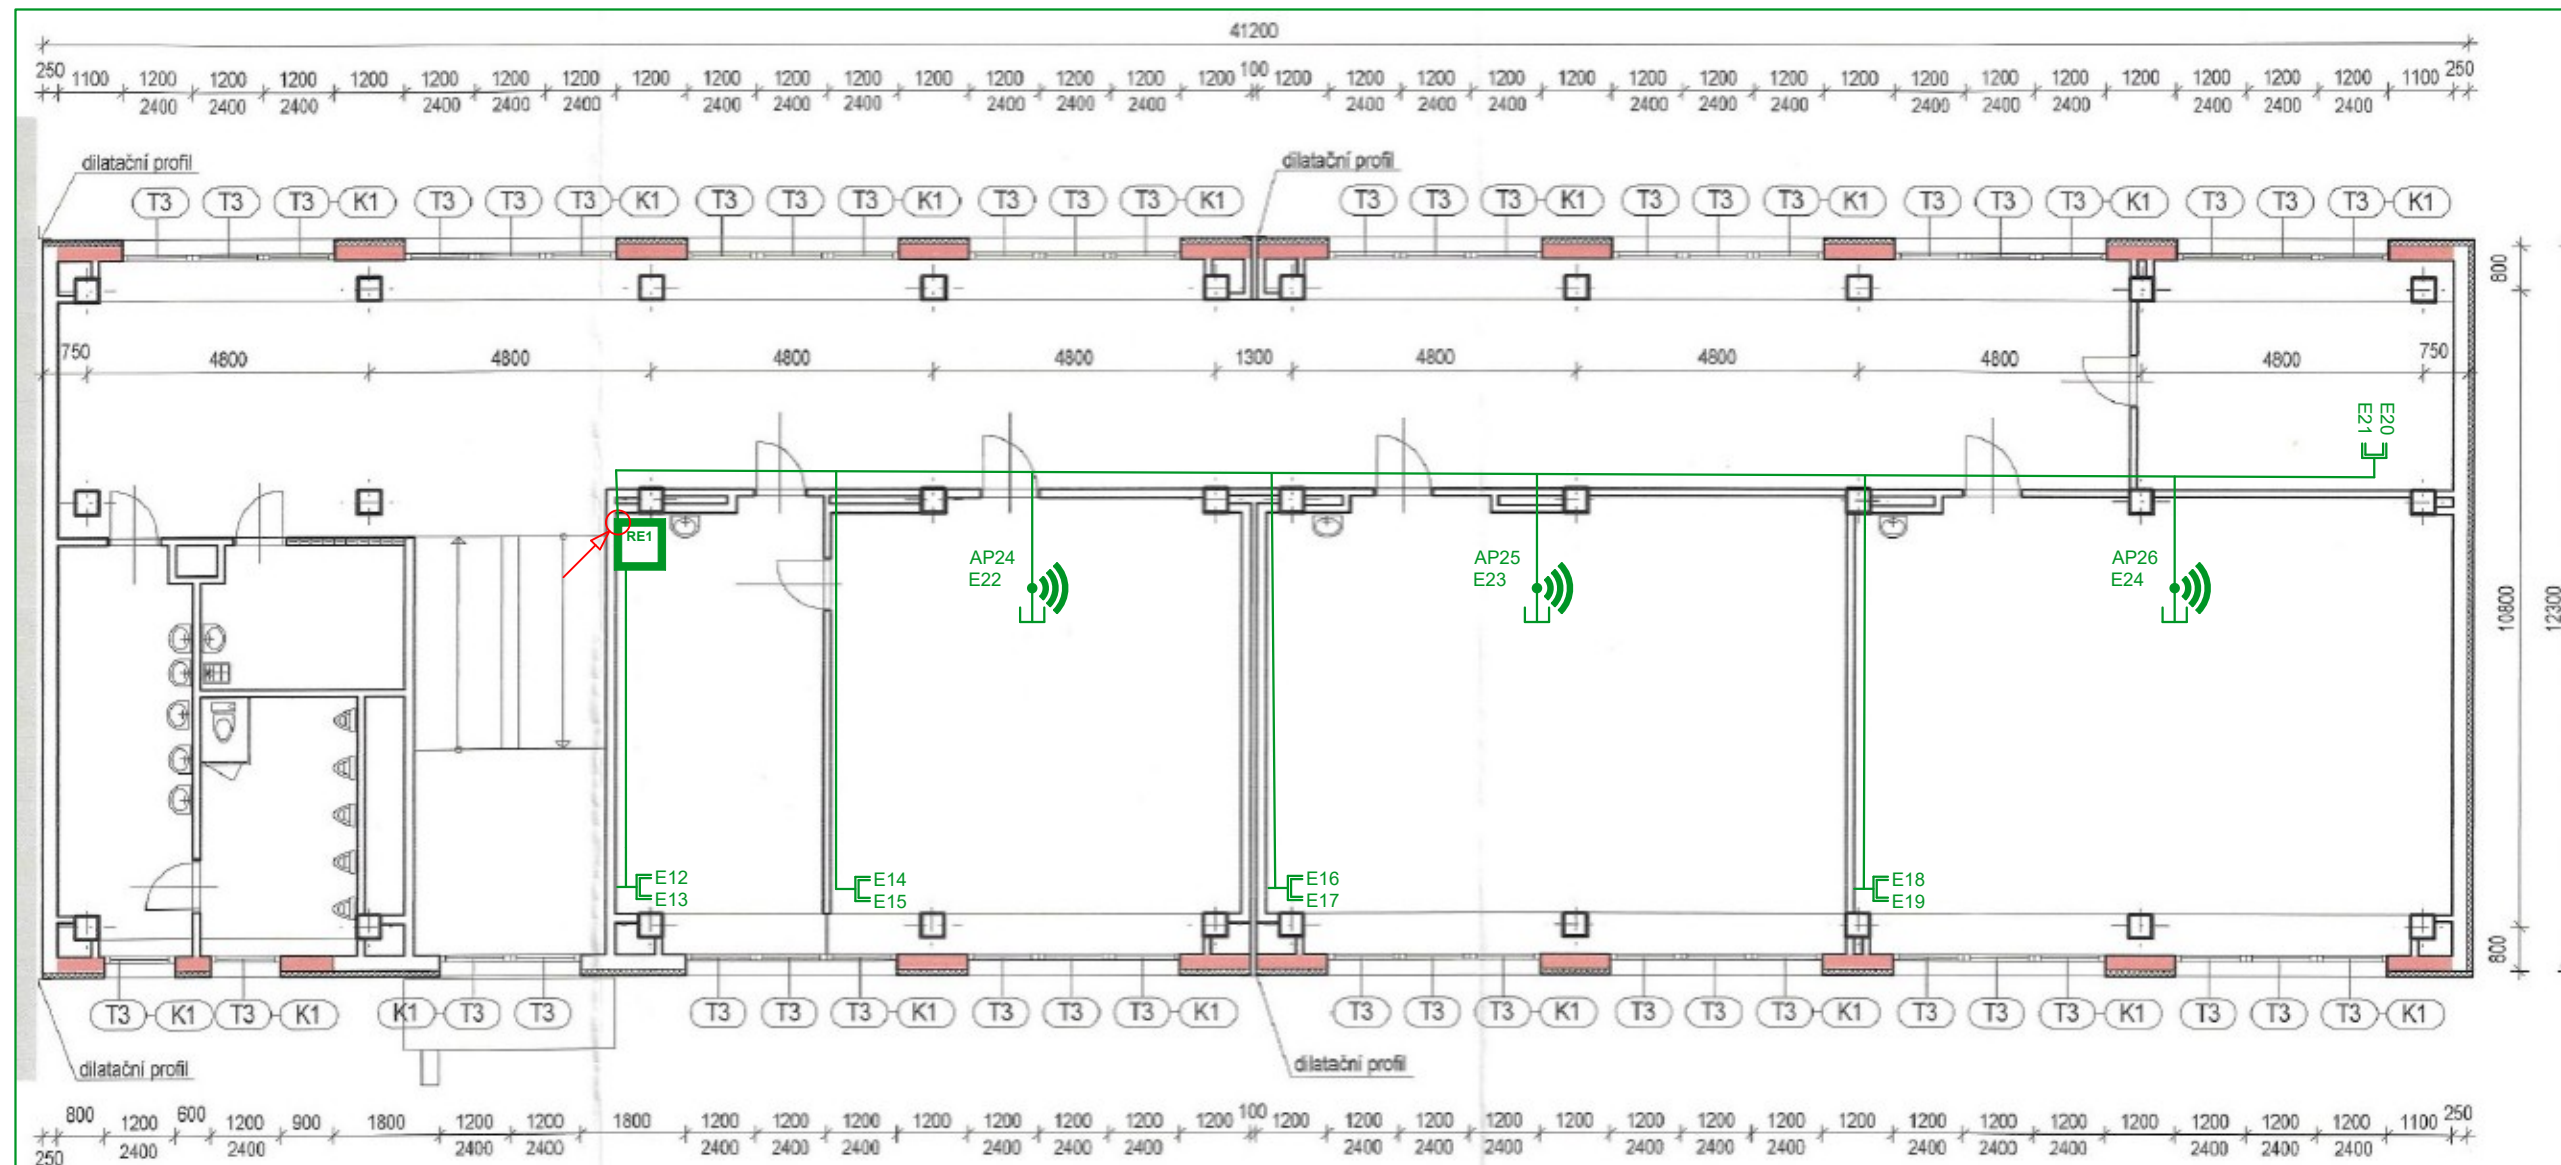 41200
250 1100 1200 1200 1200 1200 1200 1200 1200 1200 1200 1200 1200 1200 1200 1200 1200 1200 100 1200 1200 1200 1200 1200 1200 1200 1200 1200 1200 1200 1200 1200 1200 1200 1200 1100 250
2400 2400 2400 2400 2400 2400 2400 2400 2400 2400 2400 2400 2400 2400 2400 2400 2400 2400 2400 2400 2400 2400 2400 2400
dilatační profil dilatační profil
T3 T3 T3 K1 T3 T3 T3 K1 T3 T3 T3 K1 T3 T3 T3 K1 T3 T3 T3 K1 T3 T3 T3 K1 T3 T3 T3 K1 T3 T3 T3 K1
800
750 4800 4800 4800 4800 1300 4800 4800 4800 4800 750
E20
E21
RE1
AP24
E22
AP25
E23
AP26
E24
10800
12300
E12
E13
E14
E15
E16
E17
E18
E19
800
T3 K1 T3 K1 K1 T3 T3 T3 T3 T3 K1 T3 T3 T3 K1 T3 T3 T3 K1 T3 T3 T3 K1 T3 T3 T3 K1 T3 T3 T3 K1
dilatační profil dilatační profil
800 1200 600 1200 900 1800 1200 1200 1800 1200 1200 1200 1200 1200 1200 1200 1200 100 1200 1200 1200 1200 1200 1200 1200 1200 1200 1200 1200 1200 1200 1200 1200 1200 1100 250
250 2400 2400 2400 2400 2400 2400 2400 2400 2400 2400 2400 2400 2400 2400 2400 2400 2400 2400 2400 2400 2400 2400